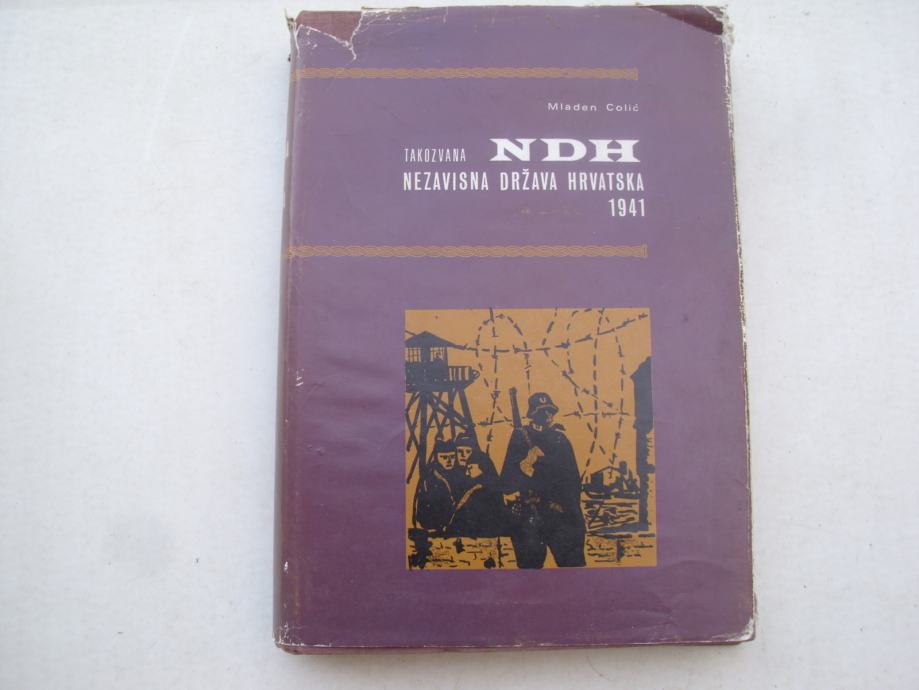 Mladen Colić
TAKOZVANA NDH
NEZAVISNA DRŽAVA HRVATSKA
1941